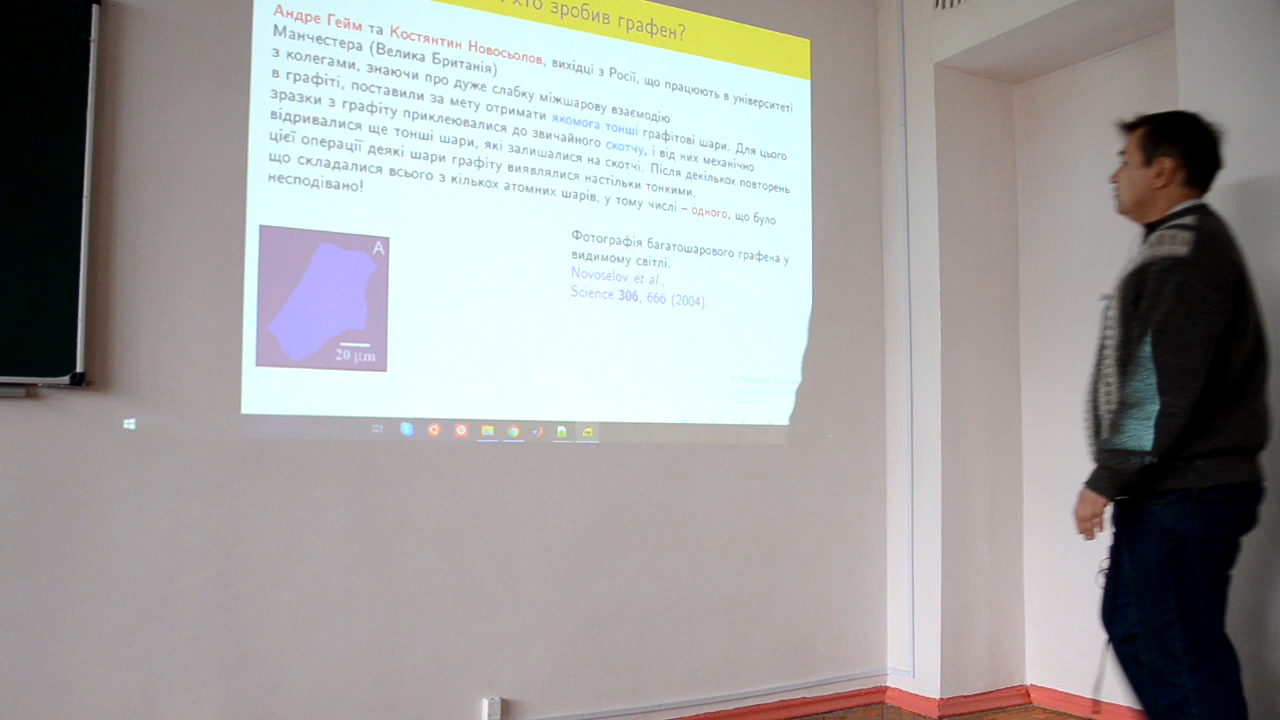 хто зробив графен?
Андре Гейм та Костянтин Новосьолов, вихідці з Росії, що працюють в університеті
Манчестера (Велика Британія)
з колегами, знаючи про дуже слабку міжшарову взаємодію
в графіті, поставили за мету отримати якомога тонші графітові шари. Для цього
зразки з графіту приклеювалися до звичайного скотчу, і від них механічно
відривалися ще тонші шари, які залишалися на скотчі. Після декількох повторень
цієї операції деякі шари графіту виявлялися настільки тонкими,
що складалися всього з кількох атомних шарів, у тому числі – одного, що було
несподівано!
A
20 µm
Фотографія багатошарового графена у
видимому світлі.
Novoselov et al.,
Science 306, 666 (2004).